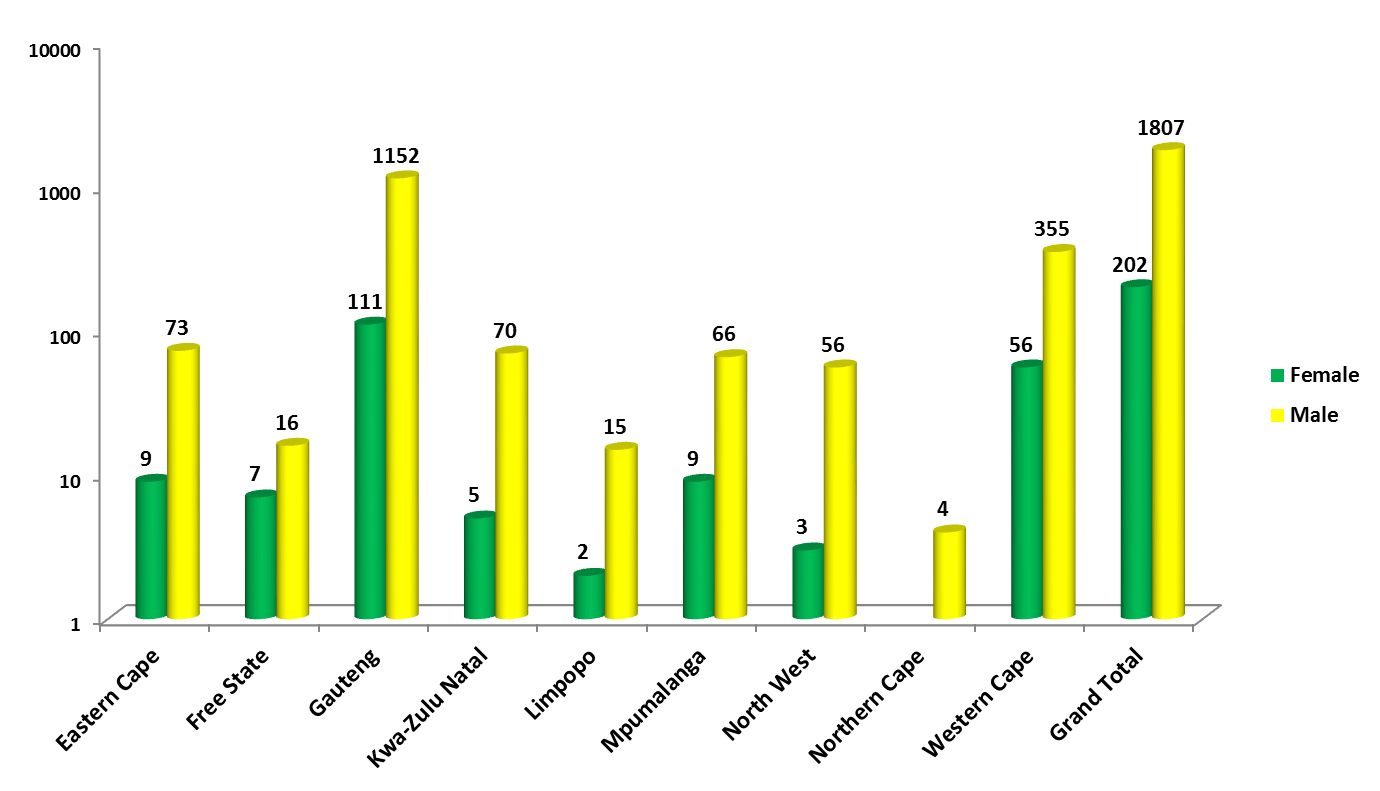 10000
1000
100
10
1
9
73
7
16
111
1152
5
70
2
15
9
66
3
56
4
56
355
202
1807
Eastern Cape
Free State
Gauteng
Kwa-Zulu Natal
Limpopo
Mpumalanga
North West
Northern Cape
Western Cape
Grand Total
Female
Male